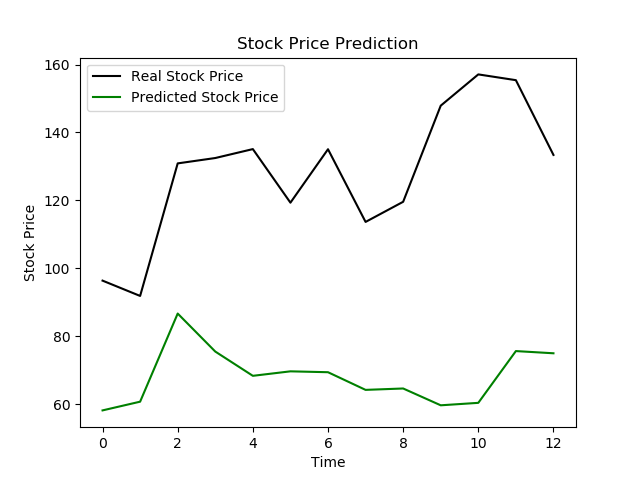 Stock Price Prediction
Real Stock Price
Predicted Stock Price
160
140
120
100
80
60
Stock Price
0 2 4 6 8 10 12
Time